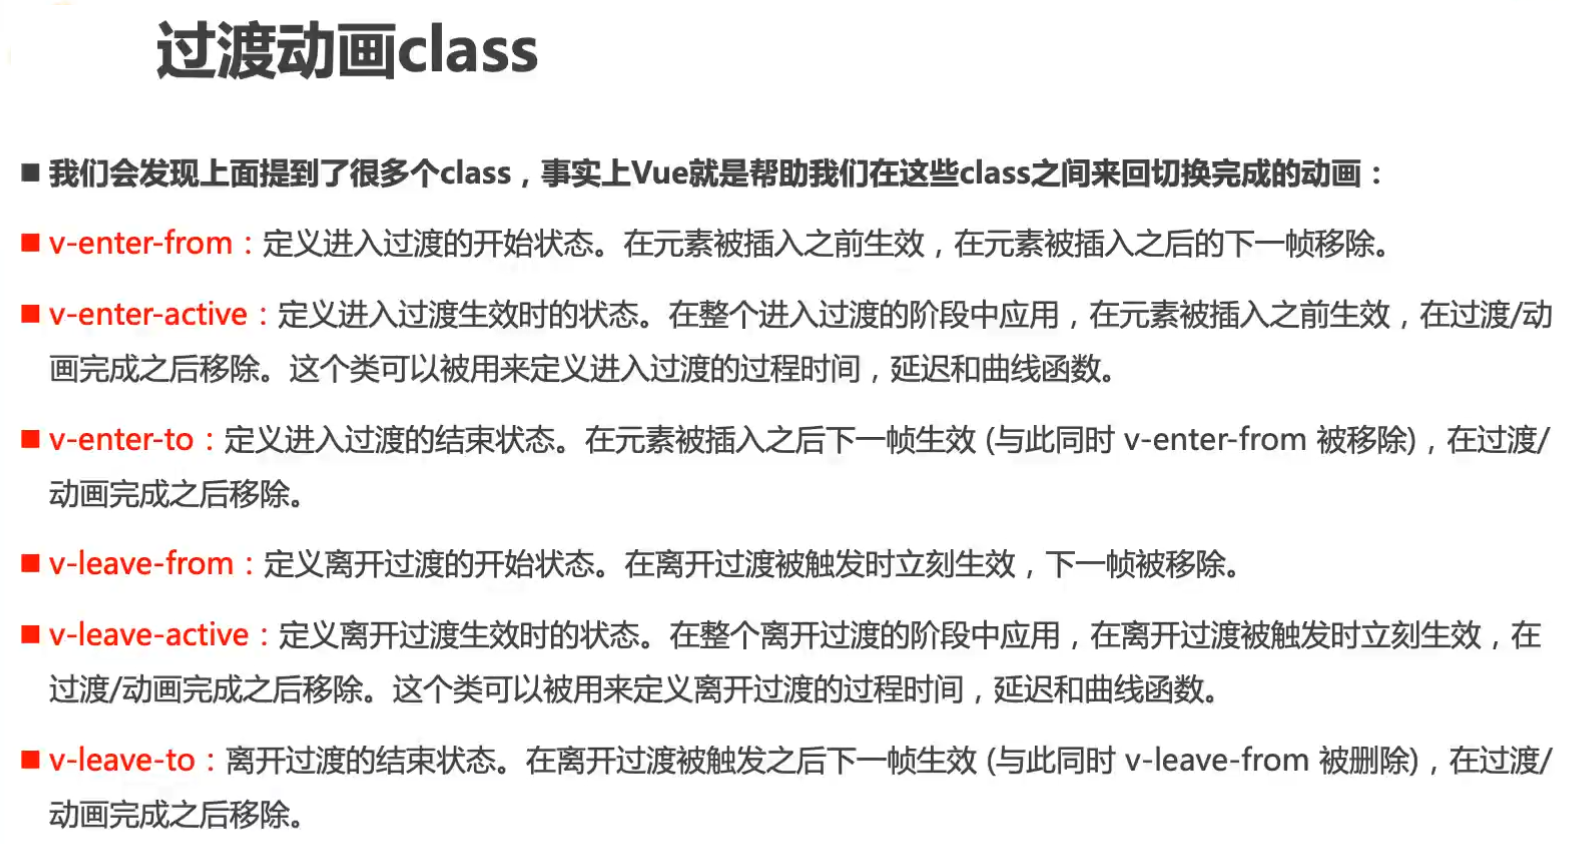 过渡动画class
我们会发现上面提到了很多个class，事实上Vue就是帮助我们在这些class之间来回切换完成的动画：
v-enter-from：定义进入过渡的开始状态。在元素被插入之前生效，在元素被插入之后的下一帧移除。
v-enter-active：定义进入过渡生效时的状态。在整个进入过渡的阶段中应用，在元素被插入之前生效，在过渡/动
画完成之后移除。这个类可以被用来定义进入过渡的过程时间，延迟和曲线函数。
v-enter-to：定义进入过渡的结束状态。在元素被插入之后下一帧生效 (与此同时 v-enter-from 被移除)，在过渡/
动画完成之后移除。
v-leave-from：定义离开过渡的开始状态。在离开过渡被触发时立刻生效，下一帧被移除。
v-leave-active：定义离开过渡生效时的状态。在整个离开过渡的阶段中应用，在离开过渡被触发时立刻生效，在
过渡/动画完成之后移除。这个类可以被用来定义离开过渡的过程时间，延迟和曲线函数。
v-leave-to：离开过渡的结束状态。在离开过渡被触发之后下一帧生效 (与此同时 v-leave-from 被删除)，在过渡/
动画完成之后移除。